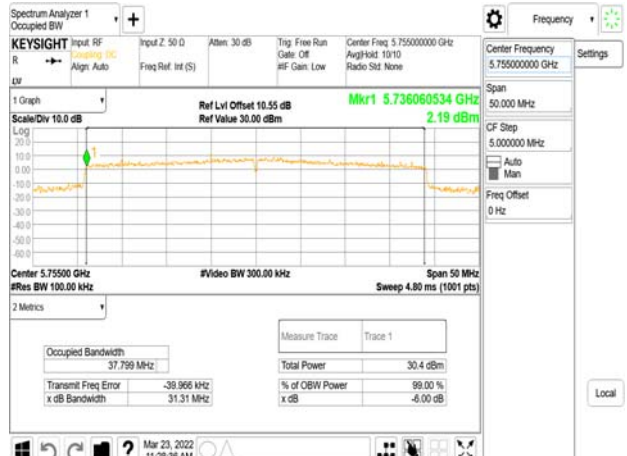 Spectrum Analyzer 1
Occupied BW
+
Frequency
KEYSIGHT
R
Input: RF
Coupling: DC
Align: Auto
Input Z: 50 Ω
Freq Ref: Int (S)
Atten: 30 dB
Trig: Free Run
Gate: Off
#IF Gain: Low
Center Freq: 5.755000000 GHz
Avg|Hold: 10/10
Radio Std: None
Center Frequency
5.755000000 GHz
Settings
Span
50.000 MHz
CF Step
5.000000 MHz
Auto
Man
Freq Offset
0 Hz
1 Graph
Scale/Div 10.0 dB
Ref Lvl Offset 10.55 dB
Ref Value 30.00 dBm
Mkr1 5.736060534 GHz
2.19 dBm
Log
20.0
10.0
0.00
-10.0
-20.0
-30.0
-40.0
-50.0
-60.0
1
Center 5.75500 GHz
#Res BW 100.00 kHz
#Video BW 300.00 kHz
Span 50 MHz
Sweep 4.80 ms (1001 pts)
2 Metrics
Measure Trace
Trace 1
Occupied Bandwidth
37.799 MHz
Total Power
30.4 dBm
Transmit Freq Error
-39.966 kHz
% of OBW Power
99.00 %
x dB Bandwidth
31.31 MHz
x dB
-6.00 dB
Local
?
Mar 23, 2022